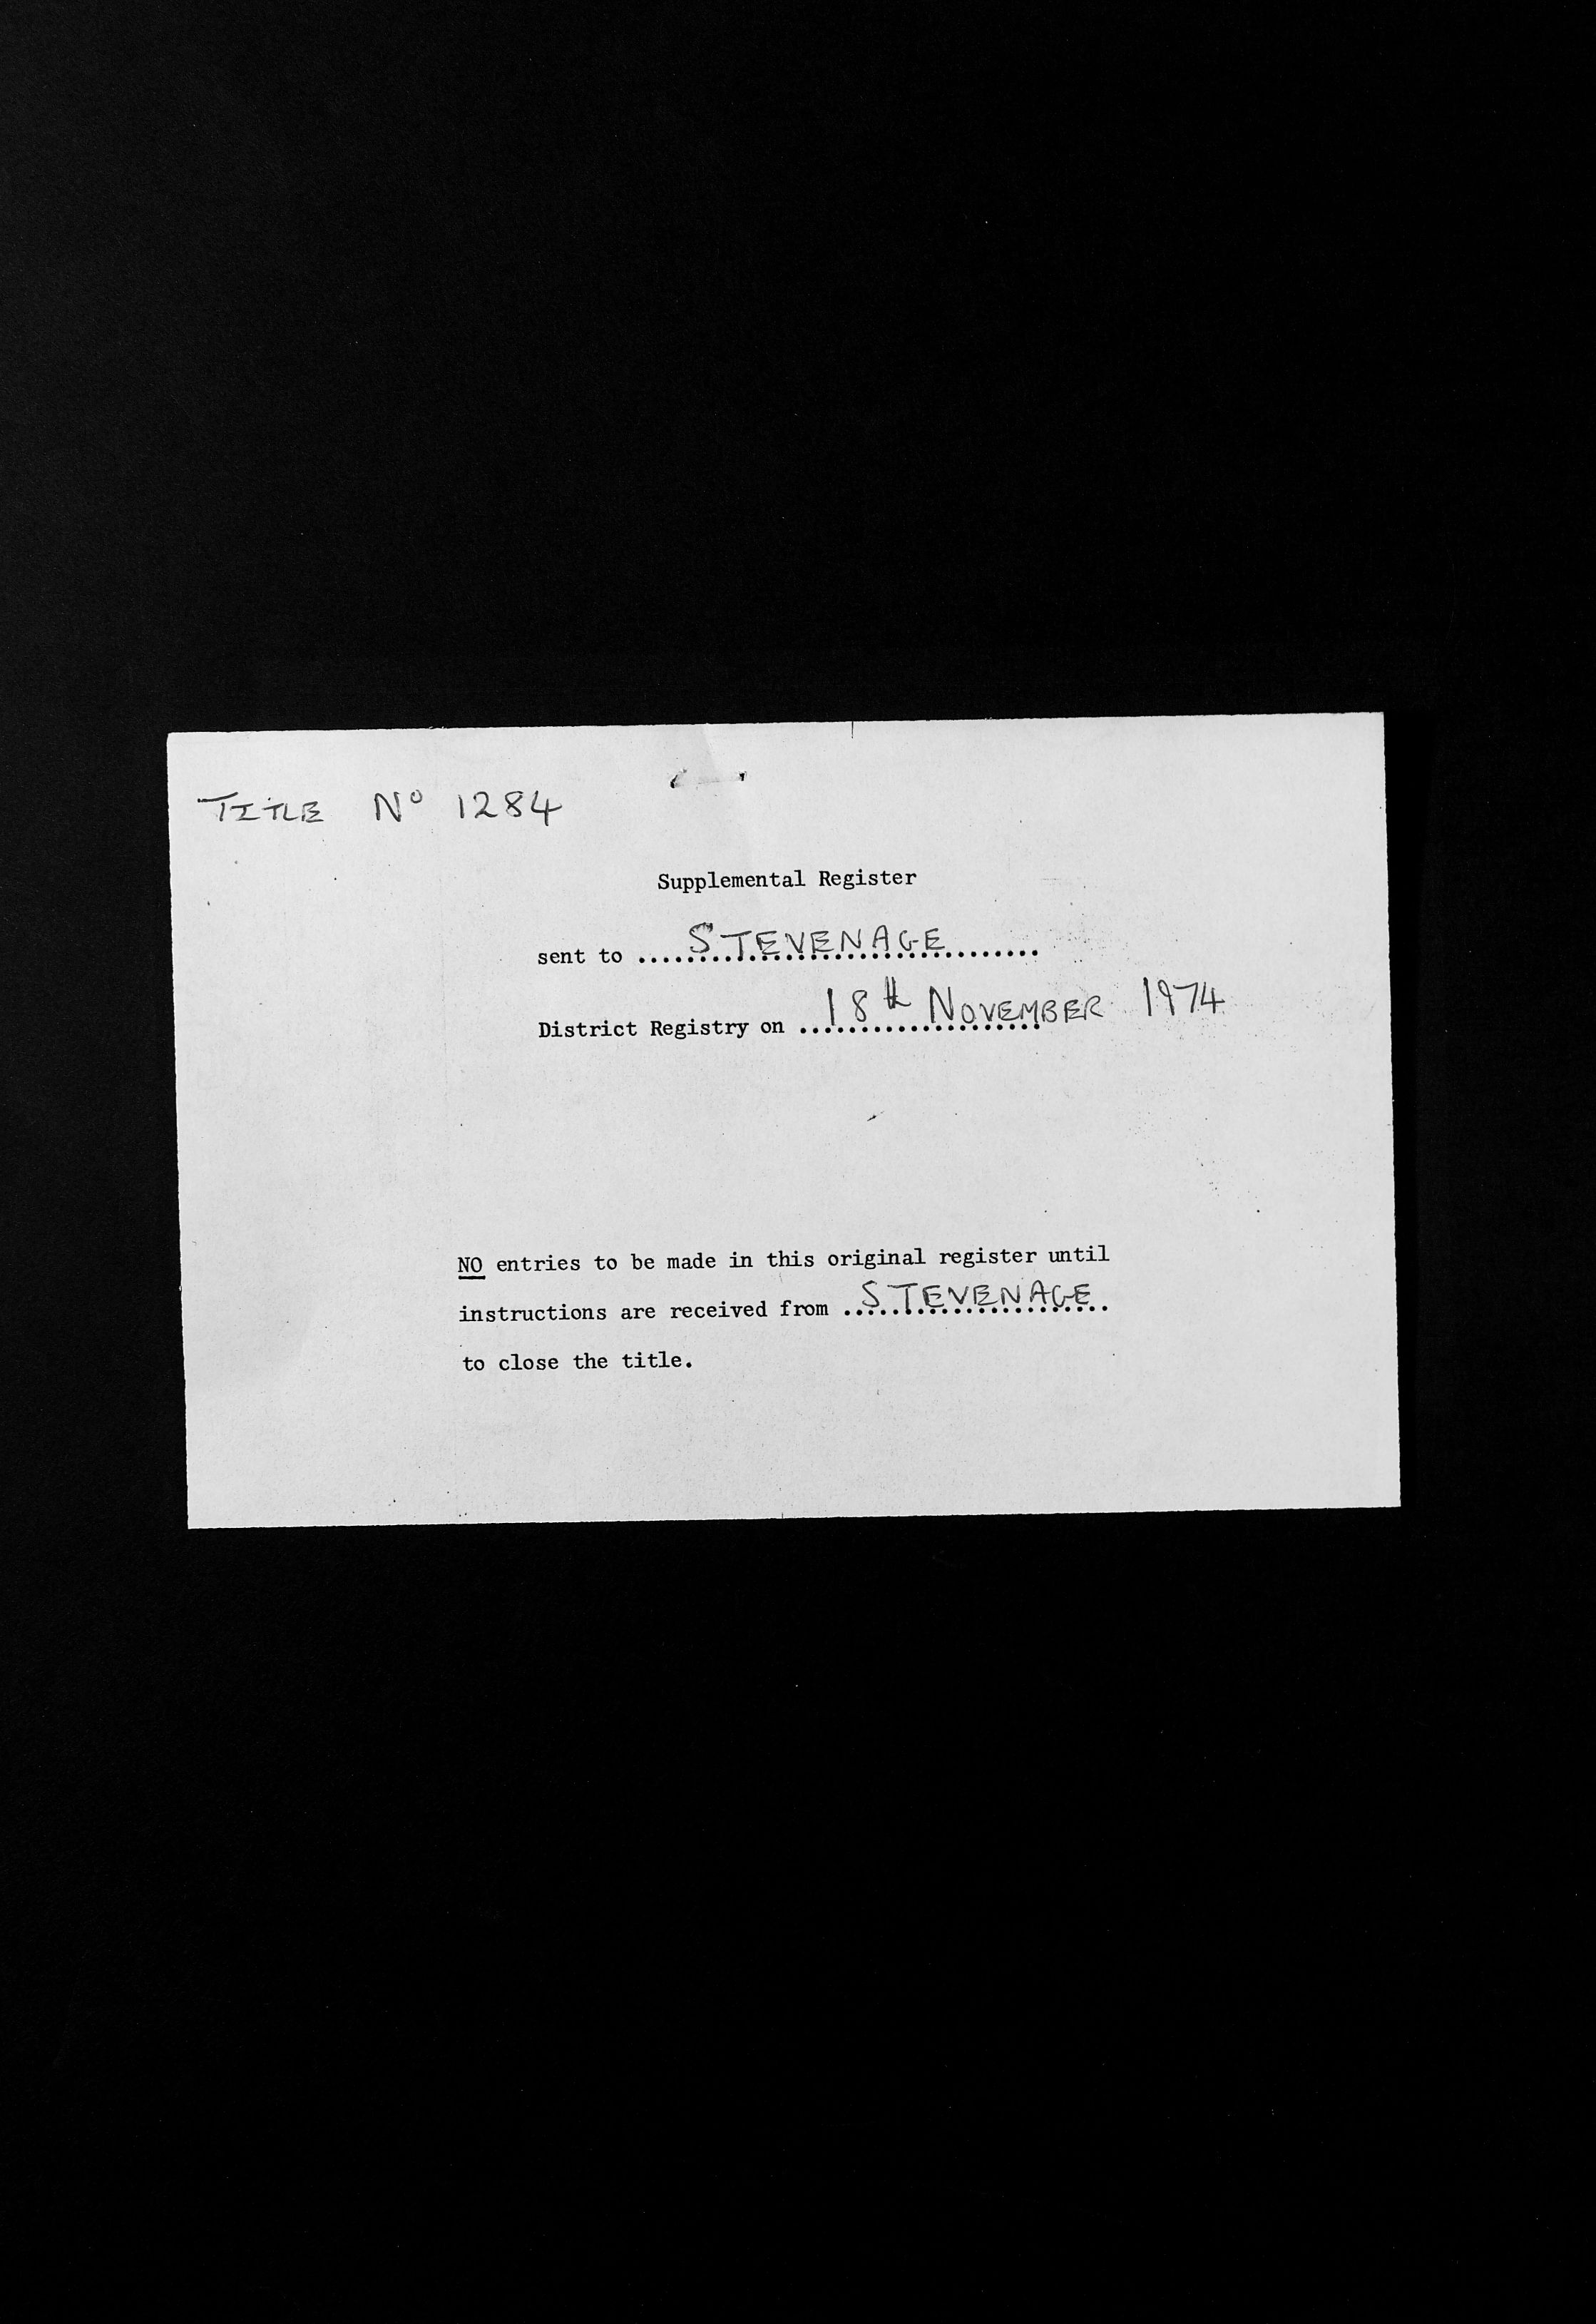 TITLE Nº 1284
Supplemental Register
sent to ....STEVENAGE........
District Registry on ..18th NOVEMBER 1974
NO entries to be made in this original register until
instructions are received from ..STEVENAGE..
to close the title.